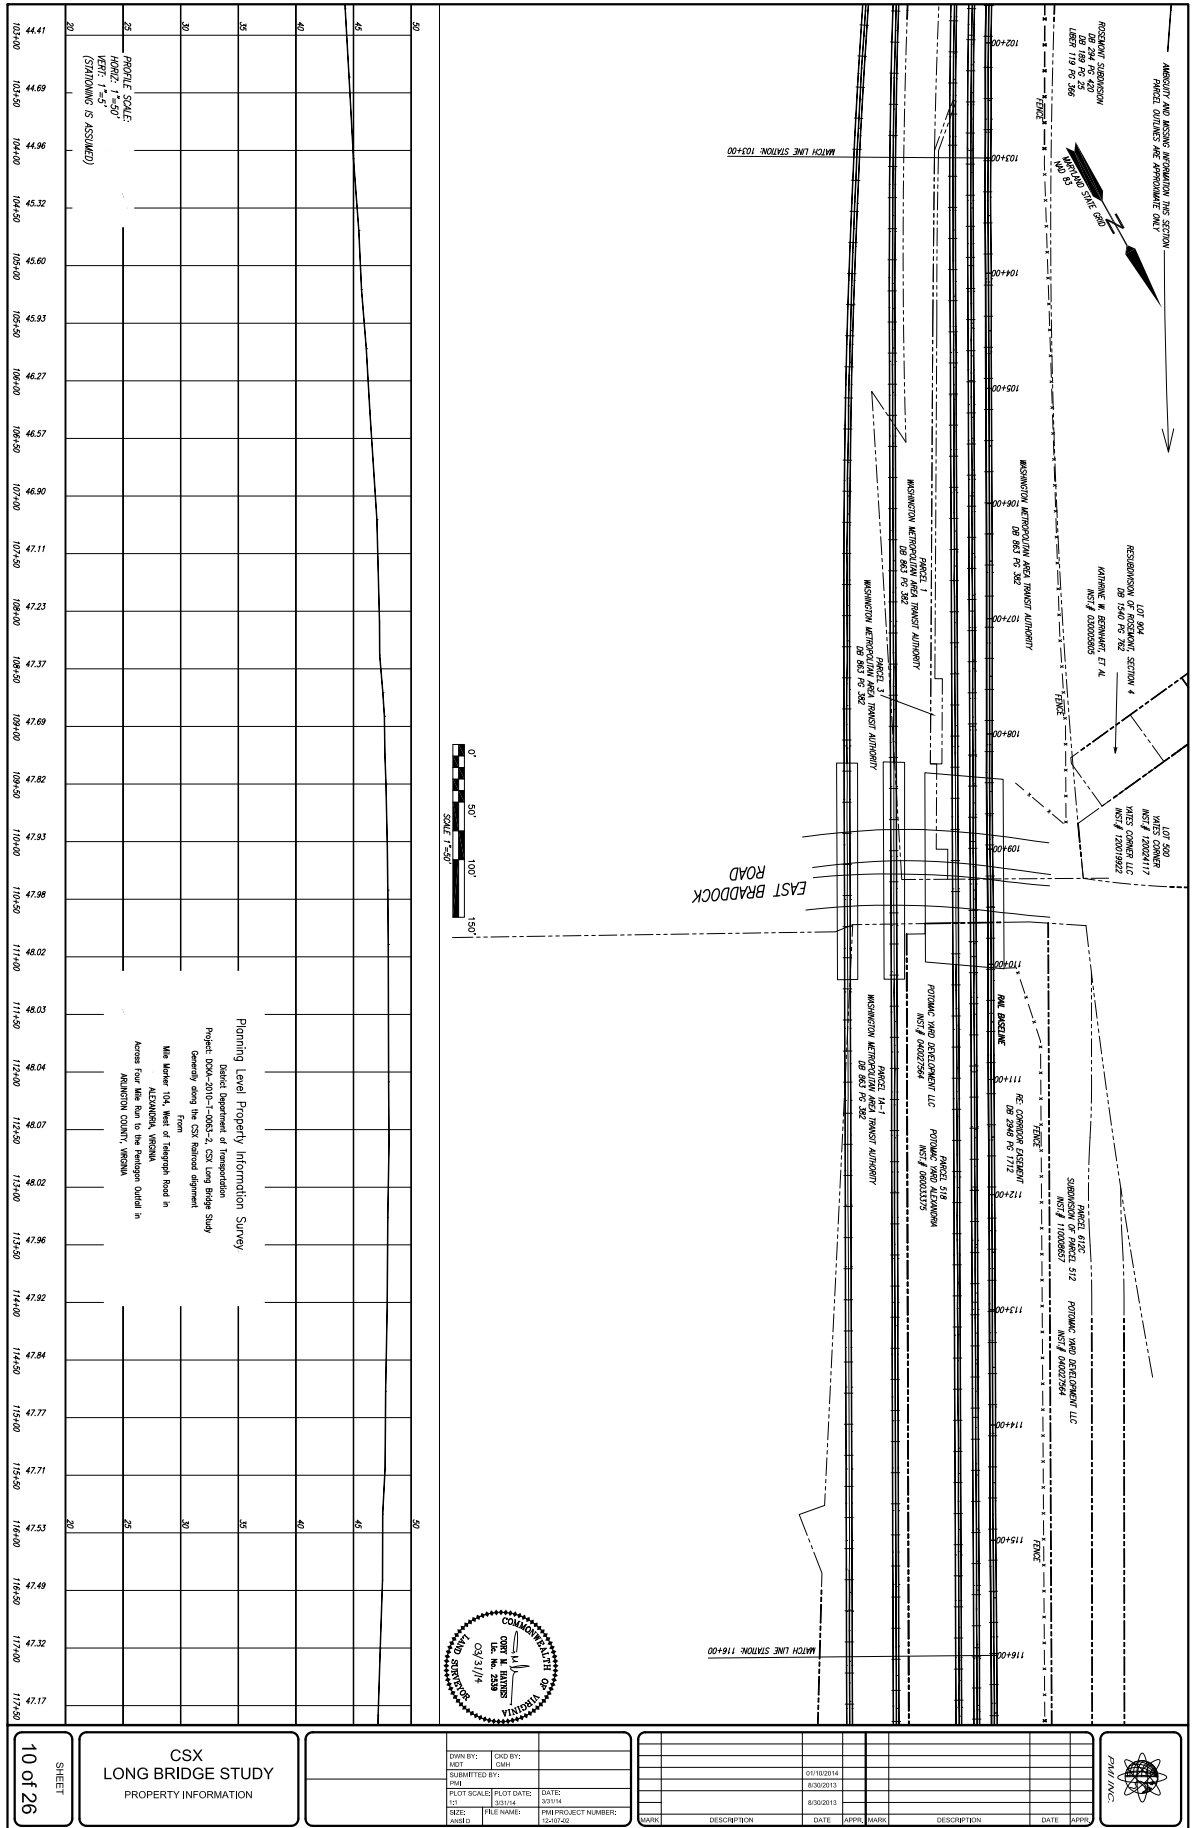 AMBIGUITY AND MISSING INFORMATION THIS SECTION
PARCEL OUTLINES ARE APPROXIMATE ONLY
ROSEMONT SUBDIVISION
DB 294 PG 420
DB 189 PG 25
LIBER 119 PG 366
MARYLAND STATE GRID
NAD 83
N
FENCE
MATCH LINE STATION: 103+00
102+00
103+00
104+00
105+00
106+00
107+00
108+00
109+00
110+00
111+00
112+00
113+00
114+00
115+00
116+00
WASHINGTON METROPOLITAN AREA TRANSIT AUTHORITY
DB 863 PG 382
PARCEL 1
WASHINGTON METROPOLITAN AREA TRANSIT AUTHORITY
DB 863 PG 382
PARCEL 3
WASHINGTON METROPOLITAN AREA TRANSIT AUTHORITY
DB 863 PG 382
LOT 904
RESUBDIVISION OF ROSEMONT, SECTION 4
DB 1540 PG 762
KATHRINE W. BERNHART, ET AL
INST.# 030005805
FENCE
LOT 500
YATES CORNER
INST.# 120024117
YATES CORNER LLC
INST.# 120019922
EAST BRADDOCK
ROAD
RAIL BASELINE
RE: CORRIDOR EASEMENT
DB 2948 PG 1712
FENCE
PARCEL 612C
SUBDIVISION OF PARCEL 512
INST.# 110008657
POTOMAC YARD DEVELOPMENT LLC
INST.# 040027564
POTOMAC YARD DEVELOPMENT LLC
INST.# 040027564
PARCEL 518
POTOMAC YARD ALEXANDRIA
INST.# 060033375
PARCEL 1A-1
WASHINGTON METROPOLITAN AREA TRANSIT AUTHORITY
DB 863 PG 382
FENCE
MATCH LINE STATION: 116+00
0' 50' 100' 150'
SCALE 1"=50'
COMMONWEALTH OF VIRGINIA
CORY M. HAYNES
Lic. No. 2539
03/31/14
LAND SURVEYOR
50
45
40
35
30
25
20
50
45
40
35
30
25
20
PROFILE SCALE:
HORIZ: 1"=50'
VERT: 1"=5'
(STATIONING IS ASSUMED)
Planning Level Property Information Survey
District Department of Transportation
Project: DCKA-2010-T-0063-2, CSX Long Bridge Study
Generally along the CSX Railroad alignment
From
Mile Marker 104, West of Telegraph Road in
ALEXANDRIA, VIRGINIA
Across Four Mile Run to the Pentagon Outfall in
ARLINGTON COUNTY, VIRGINIA
44.41 44.69 44.96 45.32 45.60 45.93 46.27 46.57 46.90 47.11 47.23 47.37 47.69 47.82 47.93 47.98 48.02 48.03 48.04 48.07 48.02 47.96 47.92 47.84 47.77 47.71 47.53 47.49 47.32 47.17
103+00 103+50 104+00 104+50 105+00 105+50 106+00 106+50 107+00 107+50 108+00 108+50 109+00 109+50 110+00 110+50 111+00 111+50 112+00 112+50 113+00 113+50 114+00 114+50 115+00 115+50 116+00 116+50 117+00 117+50
SHEET
10 of 26
CSX
LONG BRIDGE STUDY
PROPERTY INFORMATION
DWN BY:
MDT
CKD BY:
CMH
SUBMITTED BY:
PMI
PLOT SCALE:
1:1
PLOT DATE:
3/31/14
DATE:
3/31/14
SIZE:
ANSI D
FILE NAME:
PMI PROJECT NUMBER:
12-107-02
01/10/2014
8/30/2013
8/30/2013
MARK DESCRIPTION DATE APPR. MARK DESCRIPTION DATE APPR.
PMI INC.